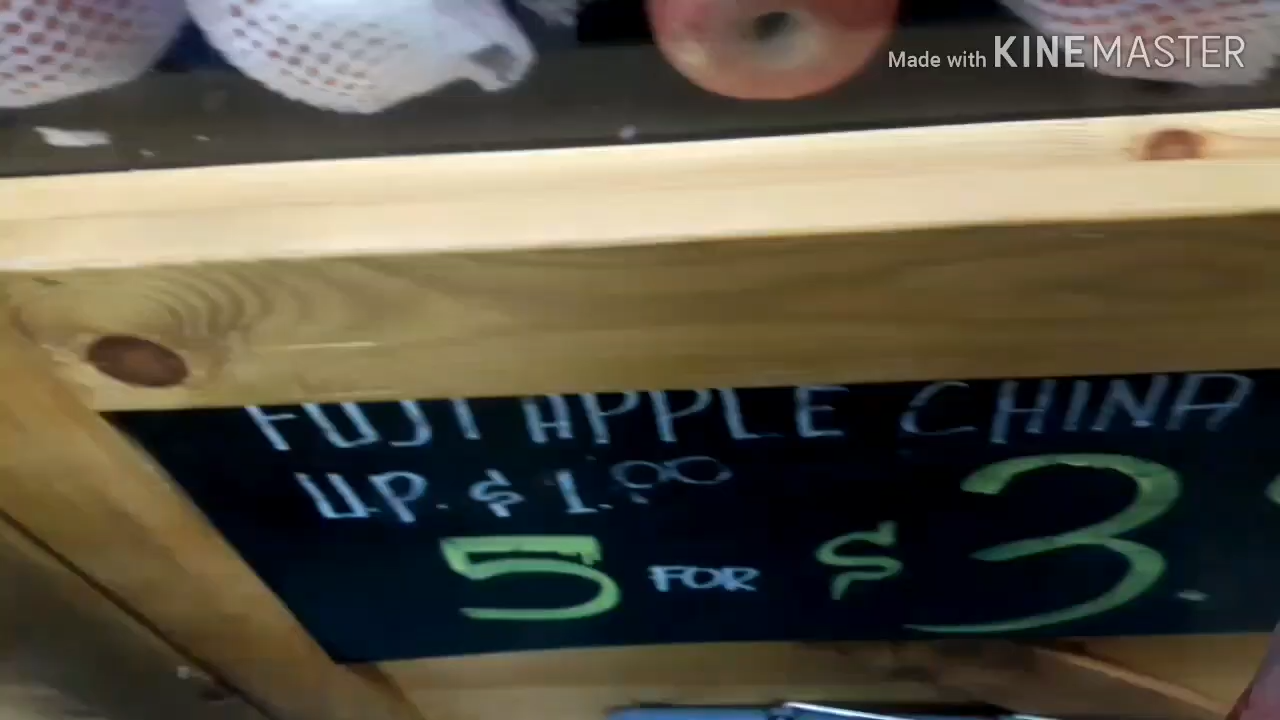 Made with KINEMASTER
FUJI APPLE CHINA
U.P. $1.00
5 FOR $3.